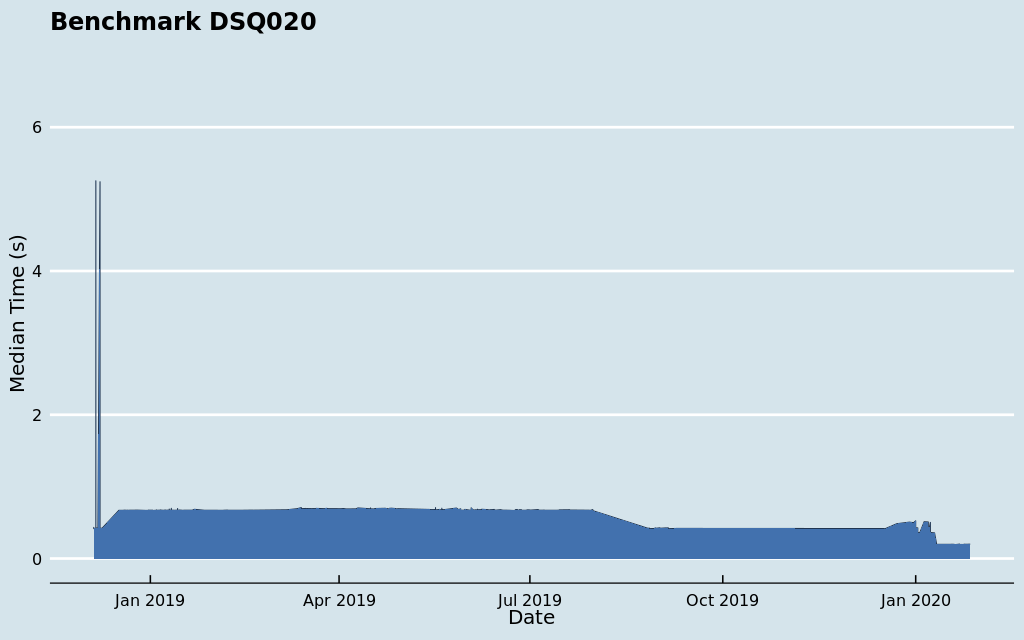 Benchmark DSQ020
6
4
2
0
Median Time (s)
Jan 2019
Apr 2019
Jul 2019
Oct 2019
Jan 2020
Date